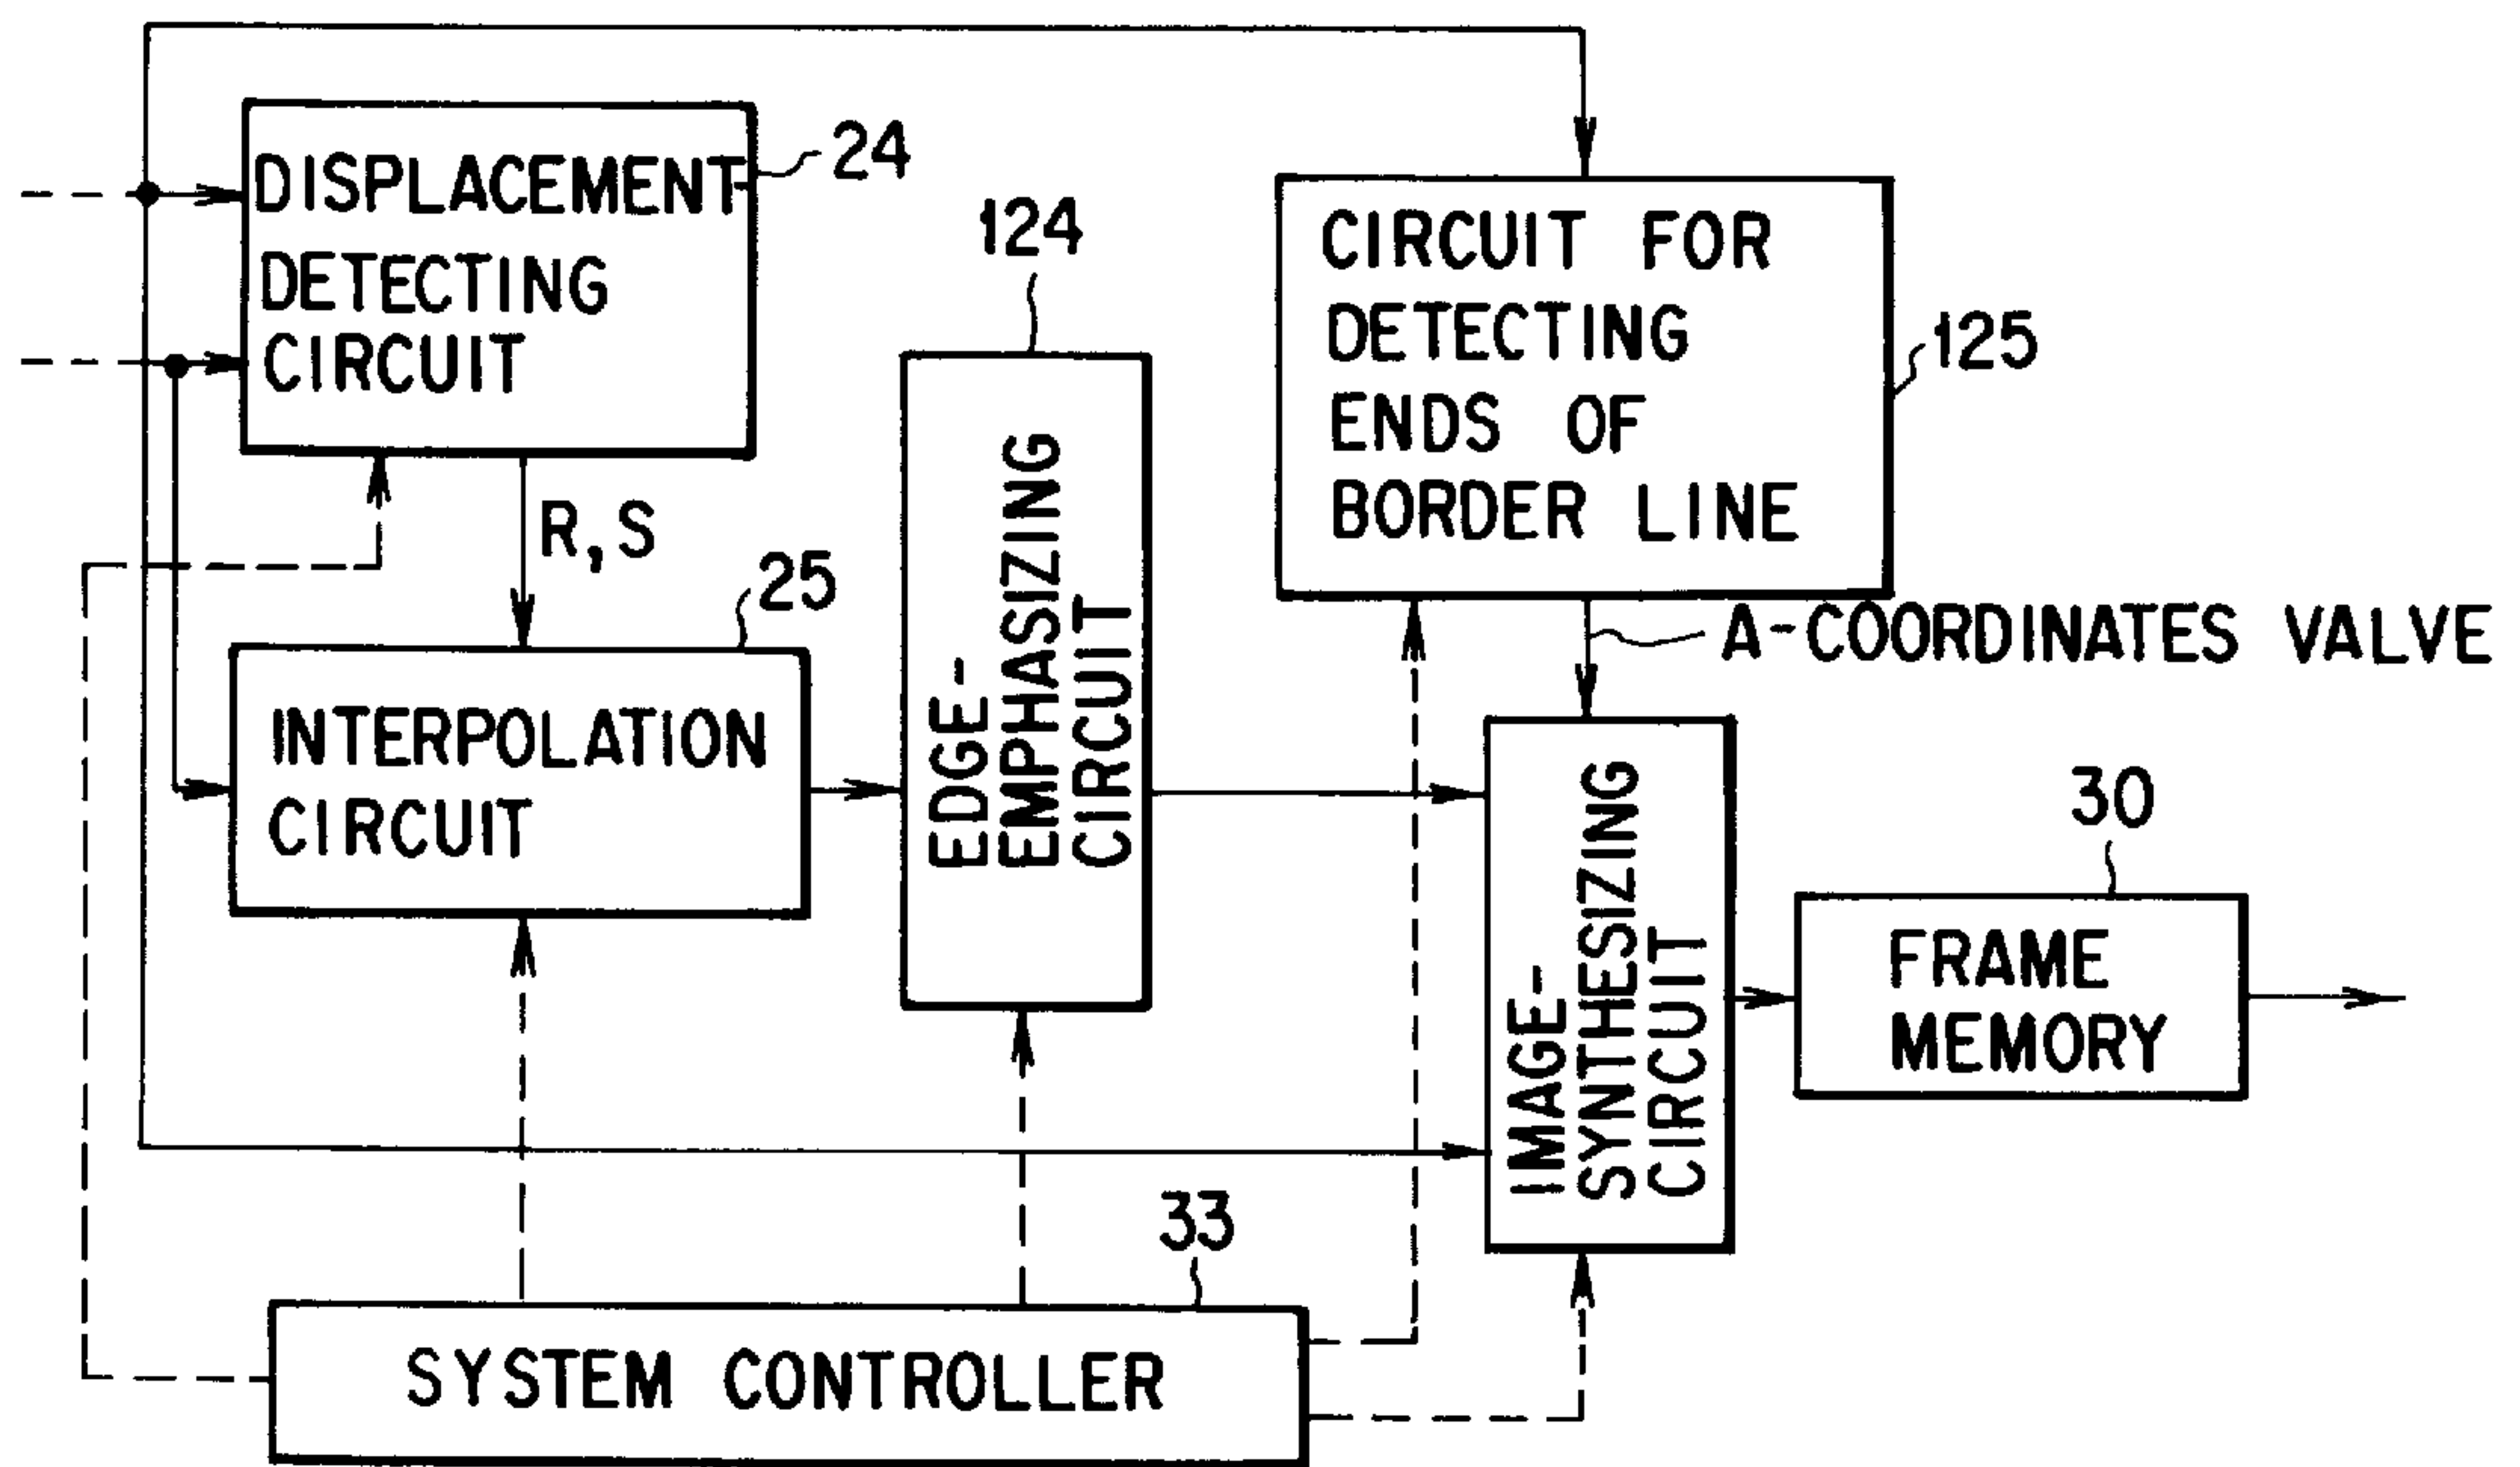 DISPLACEMENT
DETECTING
CIRCUIT
24
R,S
25
INTERPOLATION
CIRCUIT
124
EDGE-
EMPHASIZING
CIRCUIT
CIRCUIT FOR
DETECTING
ENDS OF
BORDER LINE
125
A-COORDINATES VALVE
IMAGE-
SYNTHESIZING
CIRCUIT
30
FRAME
MEMORY
33
SYSTEM CONTROLLER